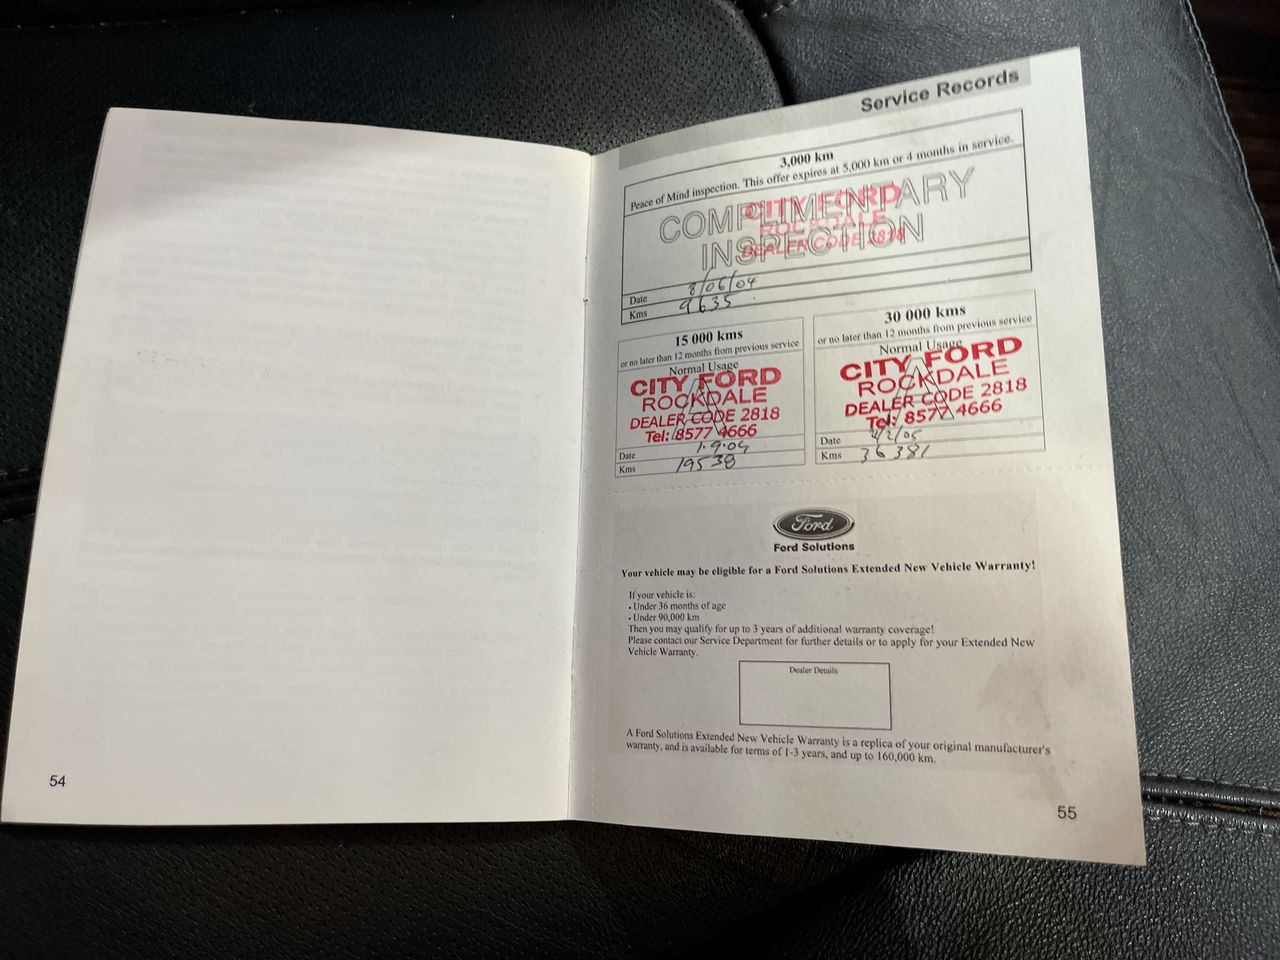 Service Records
3,000 km
Peace of Mind inspection. This offer expires at 5,000 km or 4 months in service.
COMPLIMENTARY
INSPECTION
CITY FORD
ROCKDALE
DEALER CODE 2818
Date 8/06/04
Kms 9635
15 000 kms
or no later than 12 months from previous service
Normal Usage
A
CITY FORD
ROCKDALE
DEALER CODE 2818
Tel: 8577 4666
Date 1.9.04
Kms 19538
30 000 kms
or no later than 12 months from previous service
Normal Usage
A
CITY FORD
ROCKDALE
DEALER CODE 2818
Tel: 8577 4666
Date
Kms 36381
Ford
Ford Solutions
Your vehicle may be eligible for a Ford Solutions Extended New Vehicle Warranty!
If your vehicle is:
• Under 36 months of age
• Under 90,000 km
Then you may qualify for up to 3 years of additional warranty coverage!
Please contact our Service Department for further details or to apply for your Extended New
Vehicle Warranty.
Dealer Details
A Ford Solutions Extended New Vehicle Warranty is a replica of your original manufacturer's
warranty, and is available for terms of 1-3 years, and up to 160,000 km.
54
55